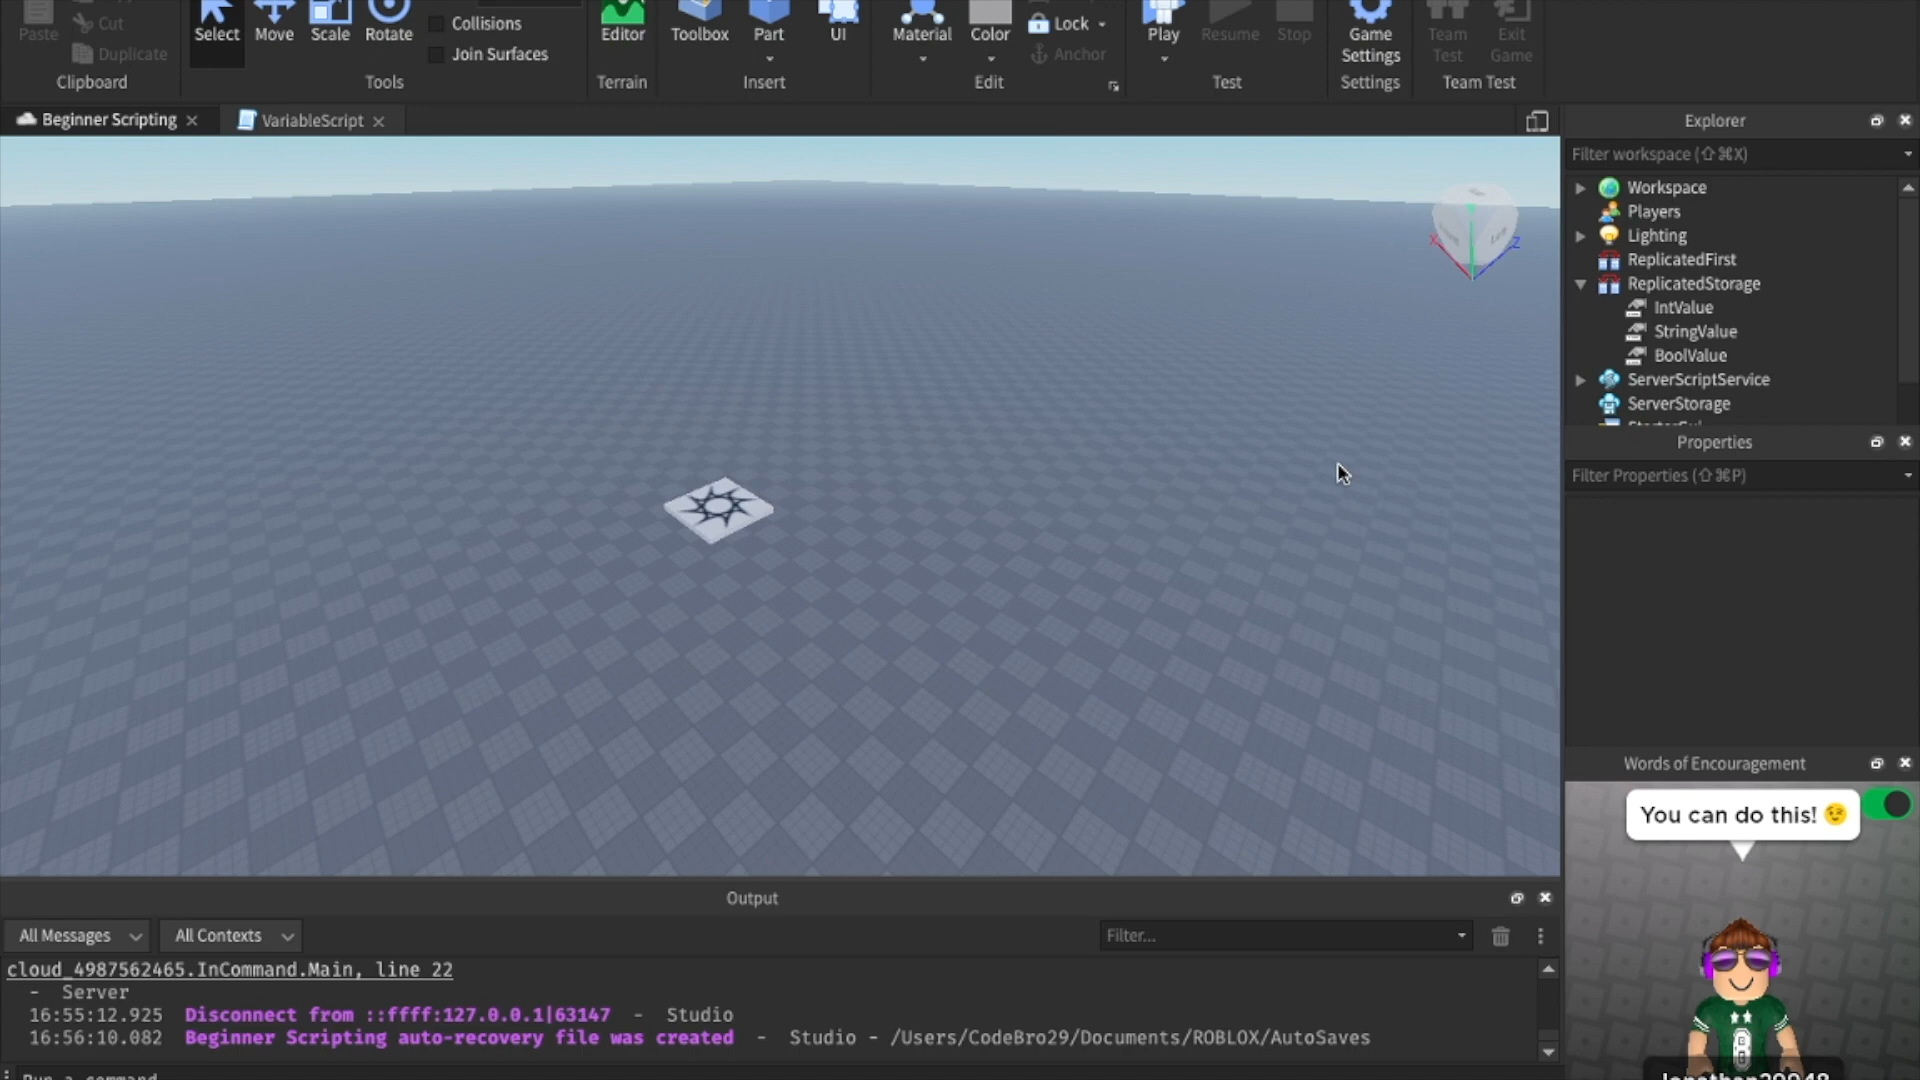 Paste
Cut
Duplicate
Clipboard
Select
Move
Scale
Rotate
Collisions
Join Surfaces
Tools
Editor
Terrain
Toolbox
Part
UI
Insert
Material
Color
Lock
Anchor
Edit
Play
Resume
Stop
Test
Game
Settings
Settings
Team
Test
Exit
Game
Team Test
Beginner Scripting
VariableScript
Explorer
Filter workspace (⇧⌘X)
Workspace
Players
Lighting
ReplicatedFirst
ReplicatedStorage
IntValue
StringValue
BoolValue
ServerScriptService
ServerStorage
Properties
Filter Properties (⇧⌘P)
X
Z
Words of Encouragement
You can do this! 😉
Output
All Messages
All Contexts
Filter...
cloud_4987562465.InCommand.Main, line 22
- Server
16:55:12.925 Disconnect from ::ffff:127.0.0.1|63147 - Studio
16:56:10.082 Beginner Scripting auto-recovery file was created - Studio - /Users/CodeBro29/Documents/ROBLOX/AutoSaves
Run a command